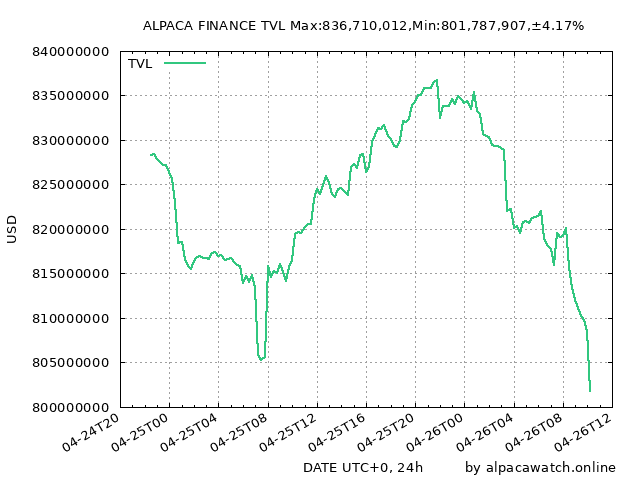 ALPACA FINANCE TVL Max:836,710,012,Min:801,787,907,±4.17%
840000000
TVL
835000000
830000000
825000000
820000000
USD
815000000
810000000
805000000
800000000
04-24T20 04-25T00 04-25T04 04-25T08 04-25T12 04-25T16 04-25T20 04-26T00 04-26T04 04-26T08 04-26T12
DATE UTC+0, 24h by alpacawatch.online